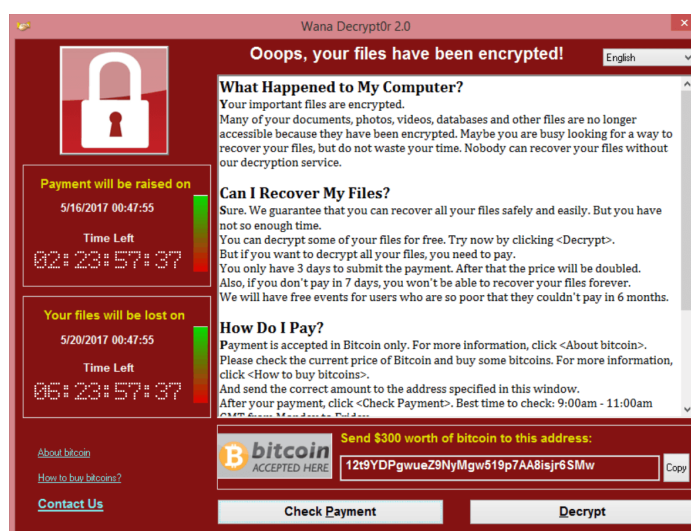 Wana Decrypt0r 2.0
Ooops, your files have been encrypted!
English
What Happened to My Computer?
Your important files are encrypted.
Many of your documents, photos, videos, databases and other files are no longer
accessible because they have been encrypted. Maybe you are busy looking for a way to
recover your files, but do not waste your time. Nobody can recover your files without
our decryption service.
Can I Recover My Files?
Sure. We guarantee that you can recover all your files safely and easily. But you have
not so enough time.
You can decrypt some of your files for free. Try now by clicking <Decrypt>.
But if you want to decrypt all your files, you need to pay.
You only have 3 days to submit the payment. After that the price will be doubled.
Also, if you don't pay in 7 days, you won't be able to recover your files forever.
We will have free events for users who are so poor that they couldn't pay in 6 months.
How Do I Pay?
Payment is accepted in Bitcoin only. For more information, click <About bitcoin>.
Please check the current price of Bitcoin and buy some bitcoins. For more information,
click <How to buy bitcoins>.
And send the correct amount to the address specified in this window.
After your payment, click <Check Payment>. Best time to check: 9:00am - 11:00am
GMT from Monday to Friday.
Payment will be raised on
5/16/2017 00:47:55
Time Left
02:23:57:37
Your files will be lost on
5/20/2017 00:47:55
Time Left
06:23:57:37
About bitcoin
How to buy bitcoins?
Contact Us
bitcoin
ACCEPTED HERE
Send $300 worth of bitcoin to this address:
12t9YDPgwueZ9NyMgw519p7AA8isjr6SMw
Copy
Check Payment
Decrypt